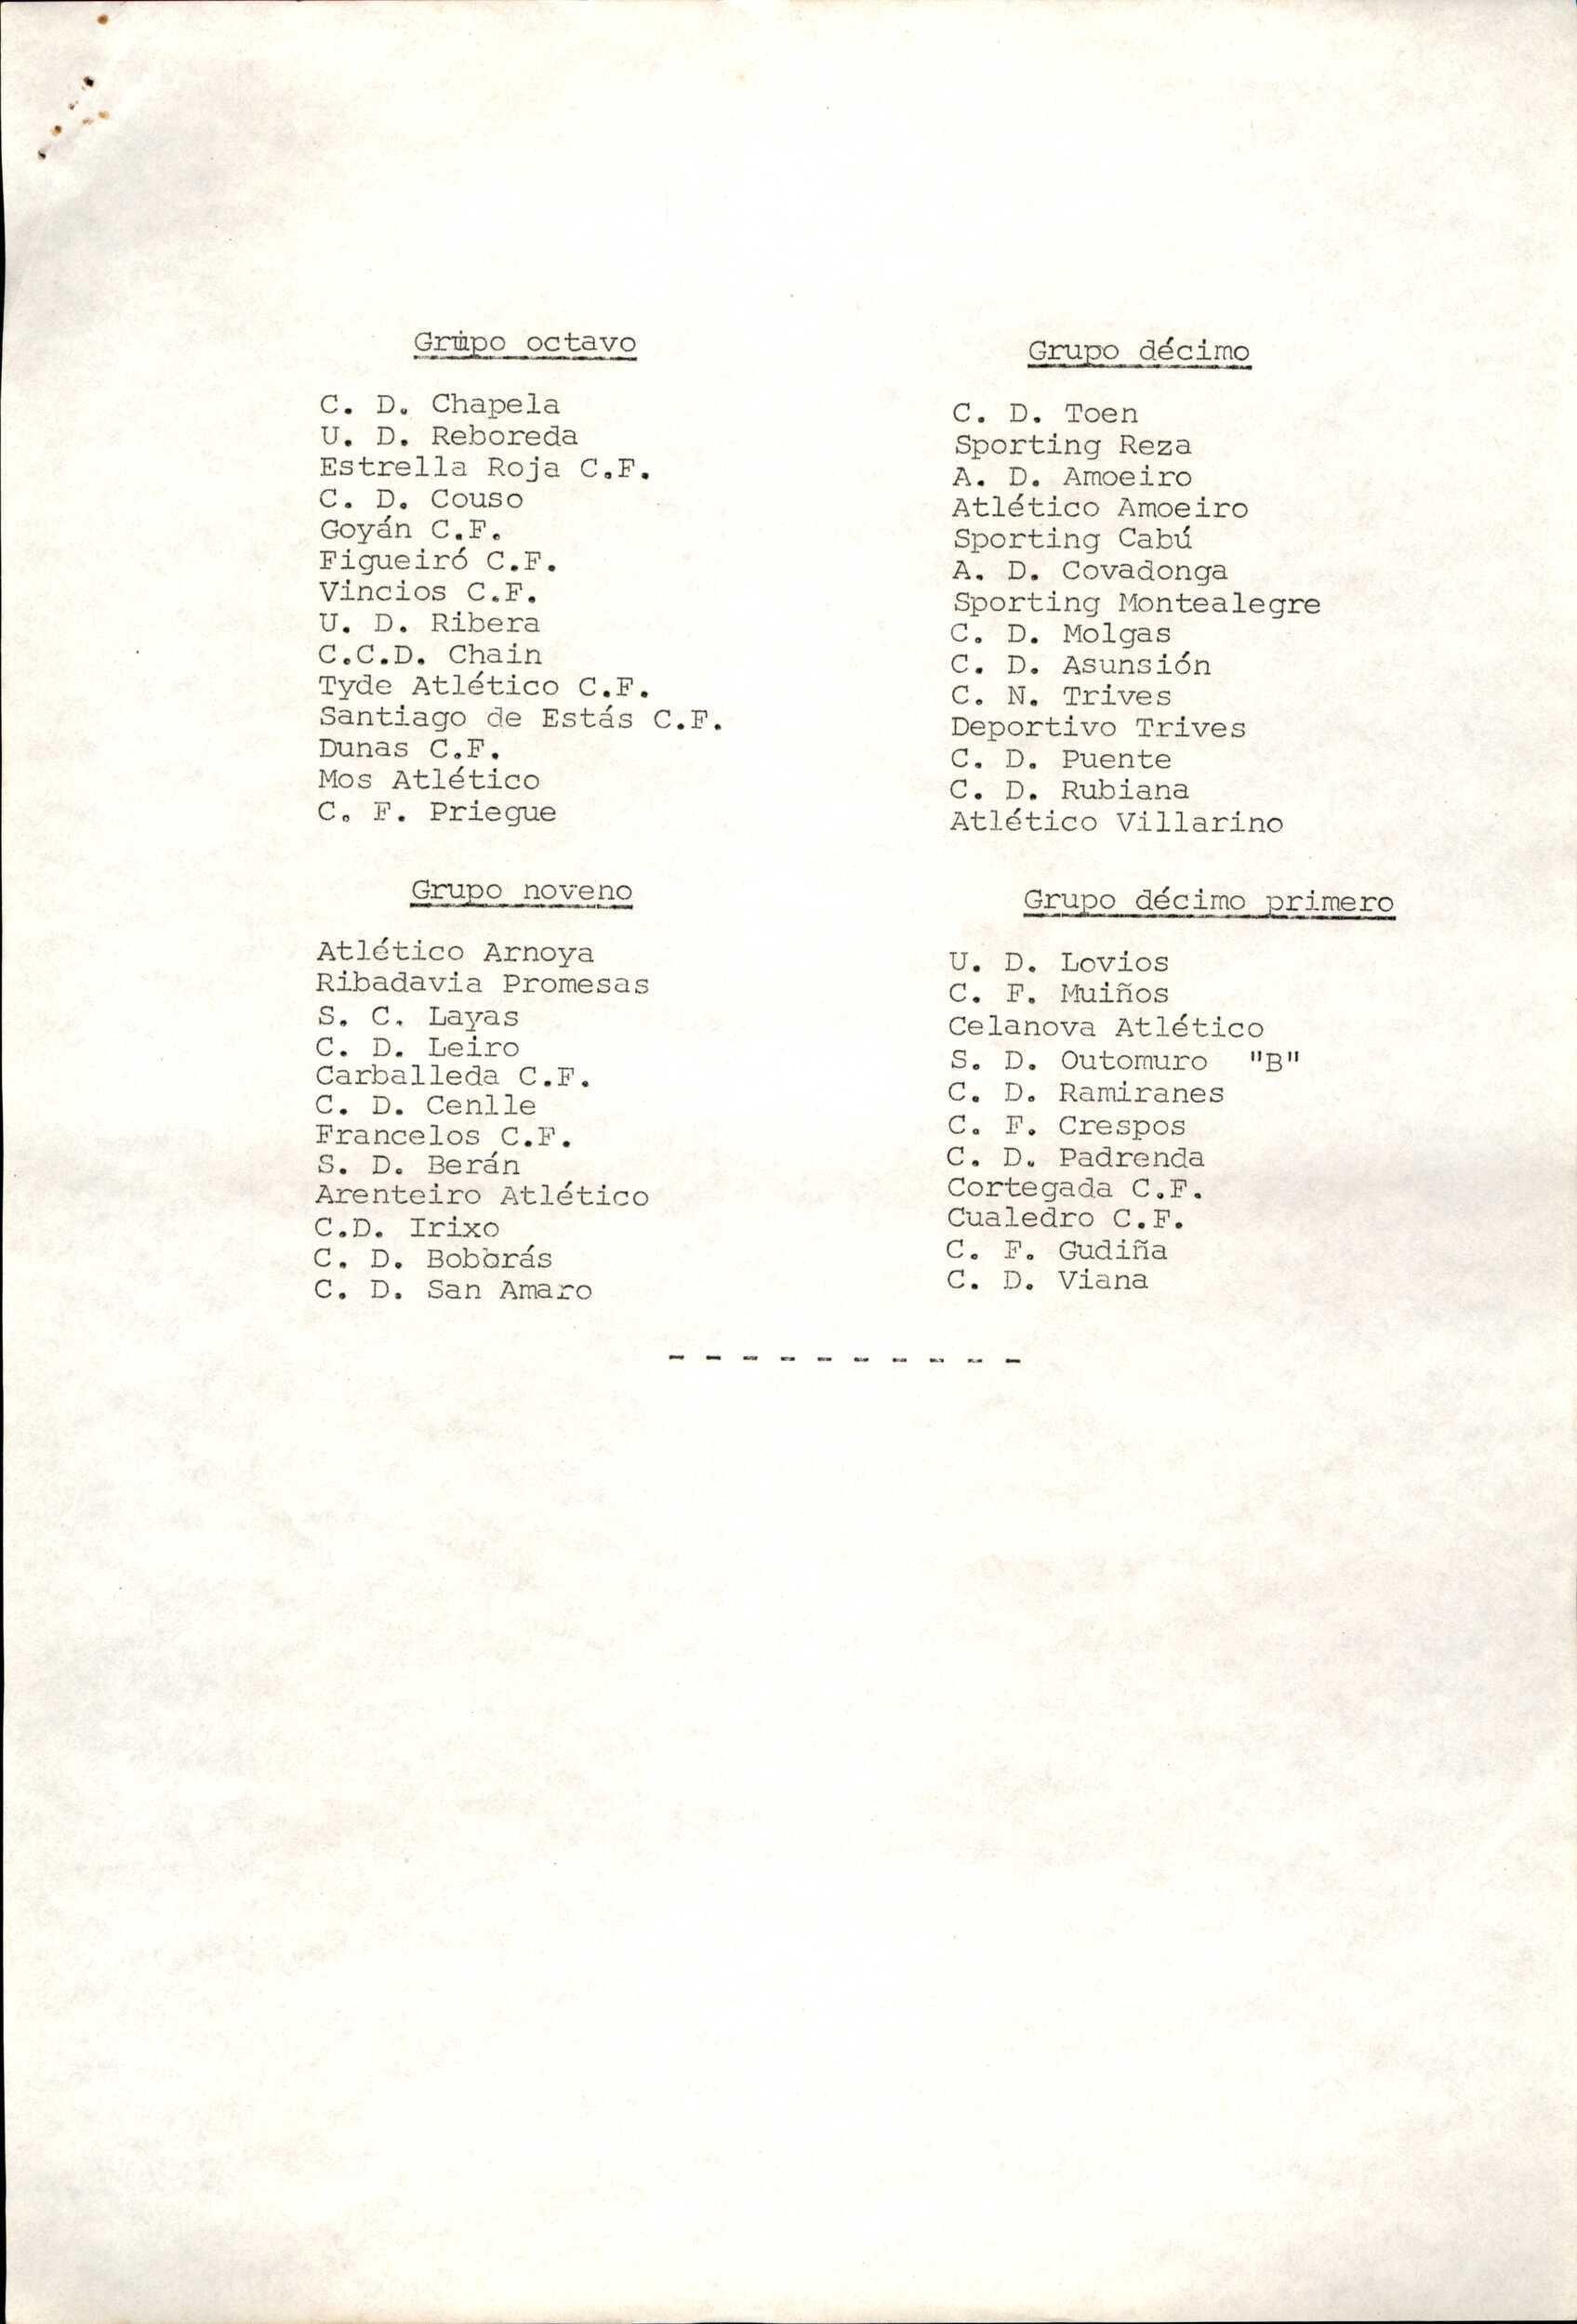 Grupo octavo
C. D. Chapela
U. D. Reboreda
Estrella Roja C.F.
C. D. Couso
Goyán C.F.
Figueiró C.F.
Vincios C.F.
U. D. Ribera
C.C.D. Chain
Tyde Atlético C.F.
Santiago de Estás C.F.
Dunas C.F.
Mos Atlético
C. F. Priegue
Grupo noveno
Atlético Arnoya
Ribadavia Promesas
S. C. Layas
C. D. Leiro
Carballeda C.F.
C. D. Cenlle
Francelos C.F.
S. D. Berán
Arenteiro Atlético
C.D. Irixo
C. D. Boborás
C. D. San Amaro
Grupo décimo
C. D. Toen
Sporting Reza
A. D. Amoeiro
Atlético Amoeiro
Sporting Cabú
A. D. Covadonga
Sporting Montealegre
C. D. Molgas
C. D. Asunsión
C. N. Trives
Deportivo Trives
C. D. Puente
C. D. Rubiana
Atlético Villarino
Grupo décimo primero
U. D. Lovios
C. F. Muiños
Celanova Atlético
S. D. Outomuro "B"
C. D. Ramiranes
C. F. Crespos
C. D. Padrenda
Cortegada C.F.
Cualedro C.F.
C. F. Gudiña
C. D. Viana
- - - - - - - - - -